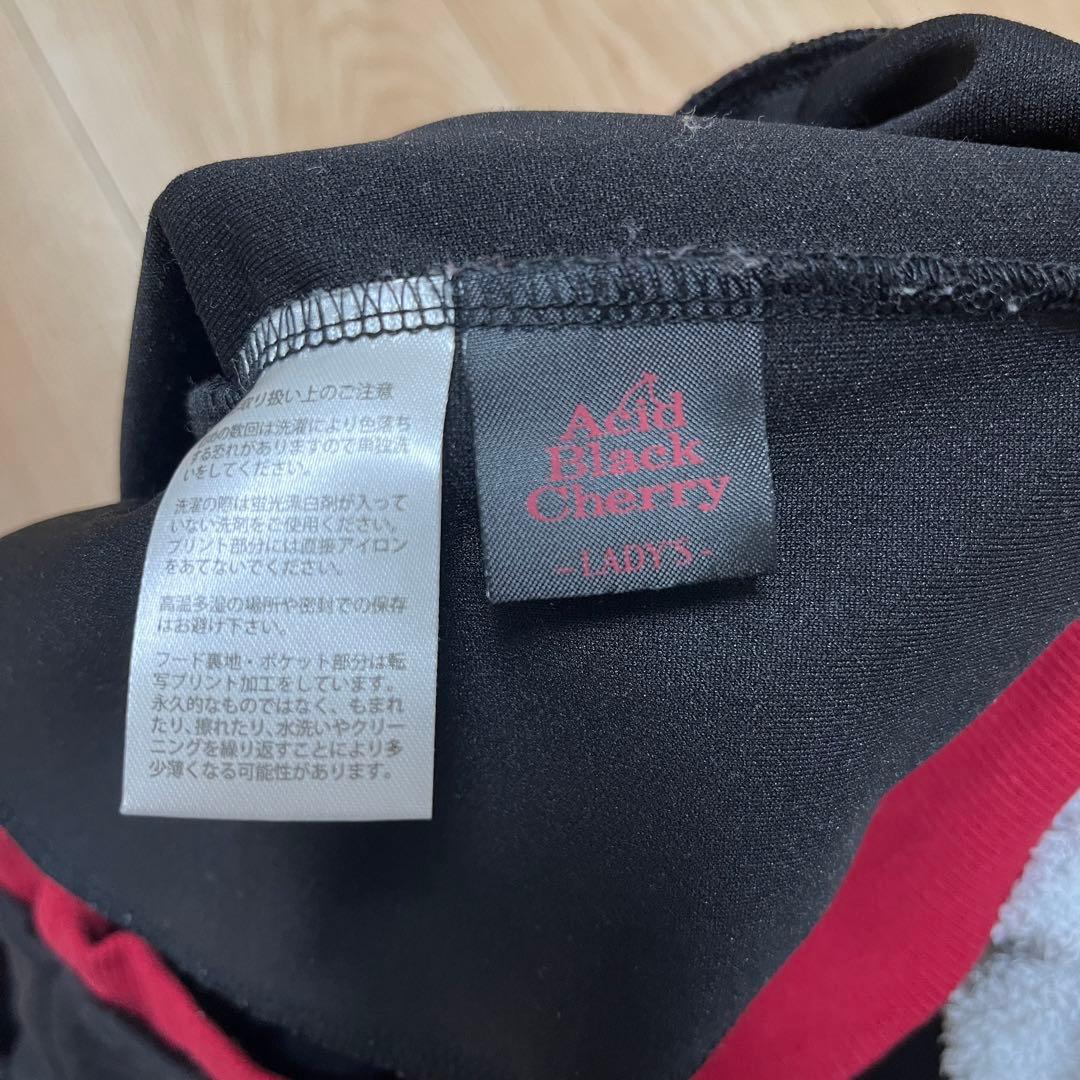 取り扱い上のご注意
の数回は洗濯により色落ち
する恐れがありますので単独洗
いをしてください。
洗濯の際は蛍光漂白剤が入って
いない洗剤をご使用ください。
プリント部分には直接アイロン
をあてないでください。
高温多湿の場所や密封での保存
はお避け下さい。
フード裏地・ポケット部分は転
写プリント加工をしています。
永久的なものではなく、もまれ
たり、擦れたり、水洗いやクリー
ニングを繰り返すことにより多
少薄くなる可能性があります。
Acid
Black
Cherry
-LADY'S-